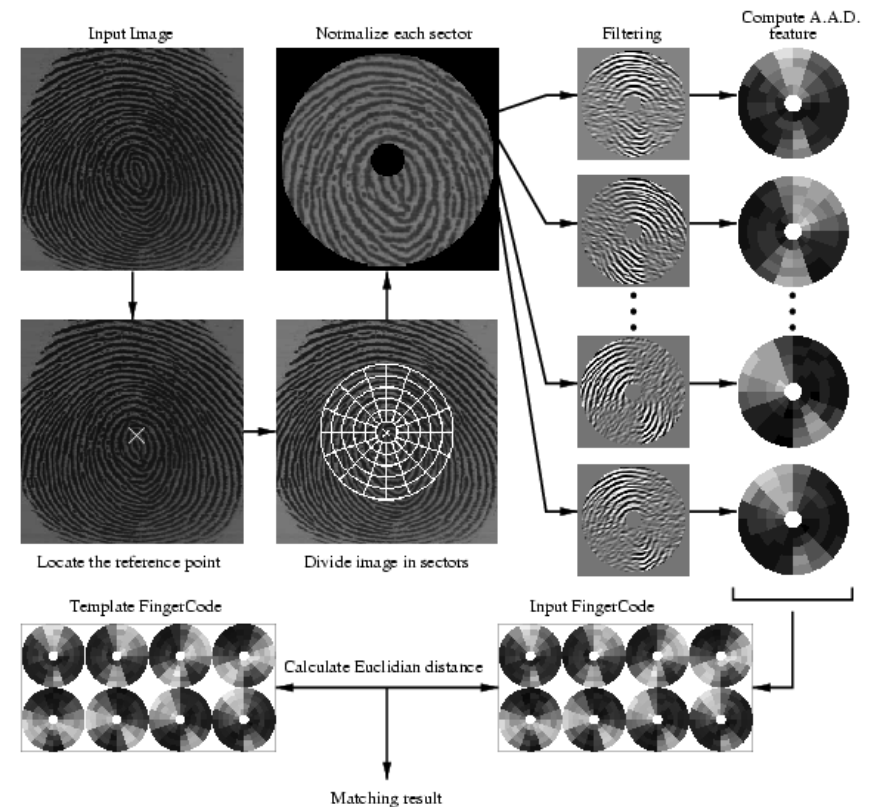 Input Image
Normalize each sector
Filtering
Compute A.A.D.
feature
Locate the reference point
Divide image in sectors
Template FingerCode
Input FingerCode
Calculate Euclidian distance
Matching result